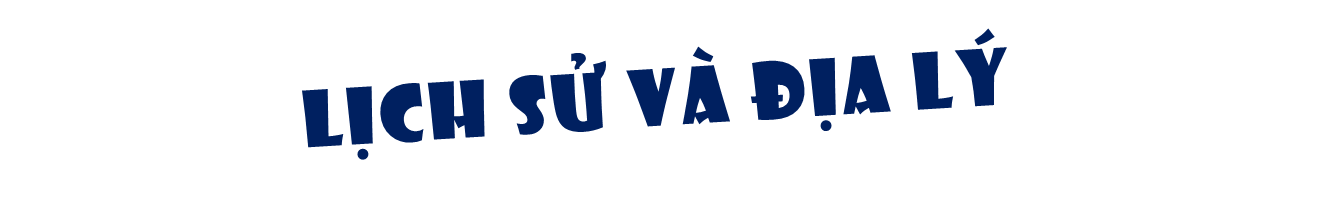 LỊCH SỬ VÀ ĐỊA LÝ